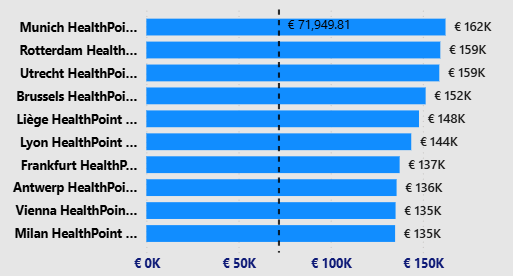 € 71,949.81
Munich HealthPoi... € 162K
Rotterdam Health... € 159K
Utrecht HealthPoi... € 159K
Brussels HealthPoi... € 152K
Liège HealthPoint ... € 148K
Lyon HealthPoint ... € 144K
Frankfurt HealthP... € 137K
Antwerp HealthPoi... € 136K
Vienna HealthPoin... € 135K
Milan HealthPoint ... € 135K
€ 0K € 50K € 100K € 150K